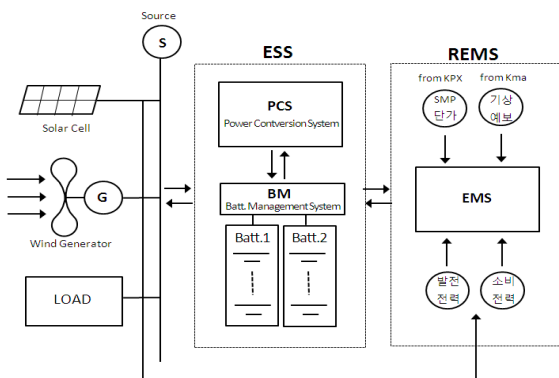 Source
S
Solar Cell
G
Wind Generator
LOAD
ESS
PCS
Power Contversion System
BM
Batt. Management System
Batt.1
Batt.2
REMS
from KPX
from Kma
SMP
단가
기상
예보
EMS
발전
전력
소비
전력